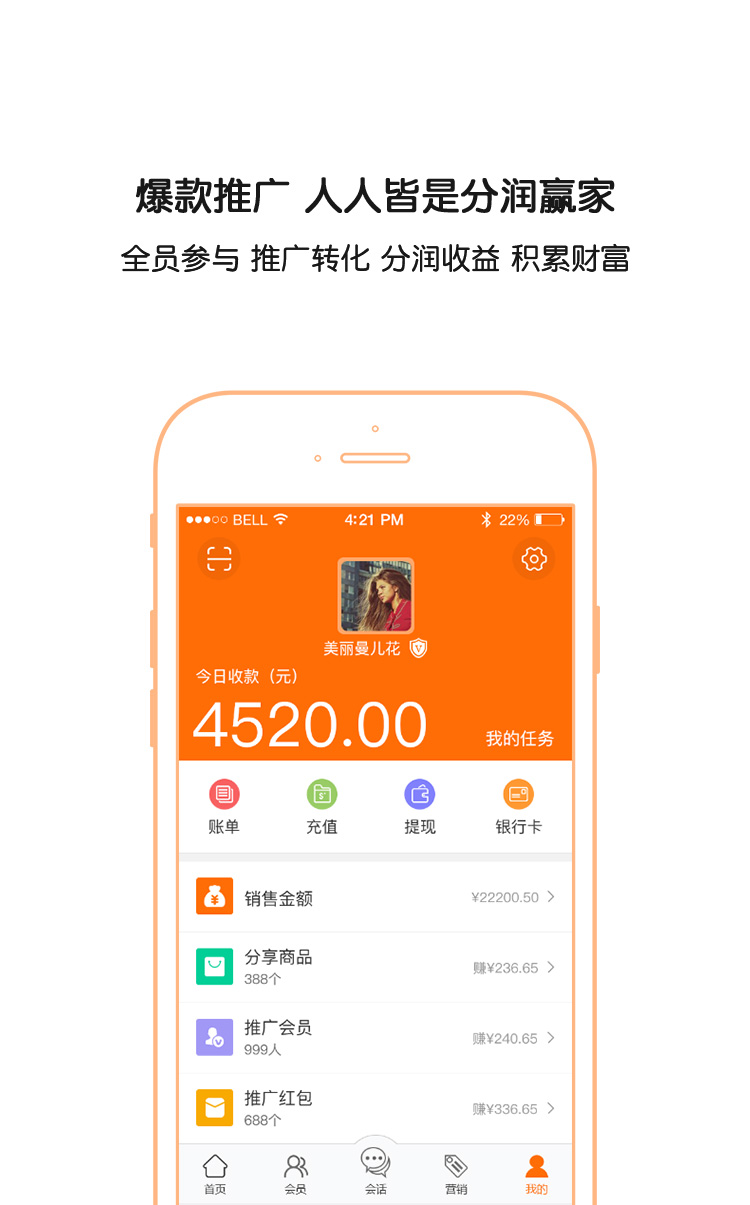 爆款推广 人人皆是分润赢家
全员参与 推广转化 分润收益 积累财富
BELL 4:21 PM 22%
美丽曼儿花 V
今日收款（元）
4520.00 我的任务
账单 充值 提现 银行卡
销售金额 ¥22200.50
分享商品
388个 赚¥236.65
推广会员
999人 赚¥240.65
推广红包
688个 赚¥336.65
首页 会员 会话 营销 我的